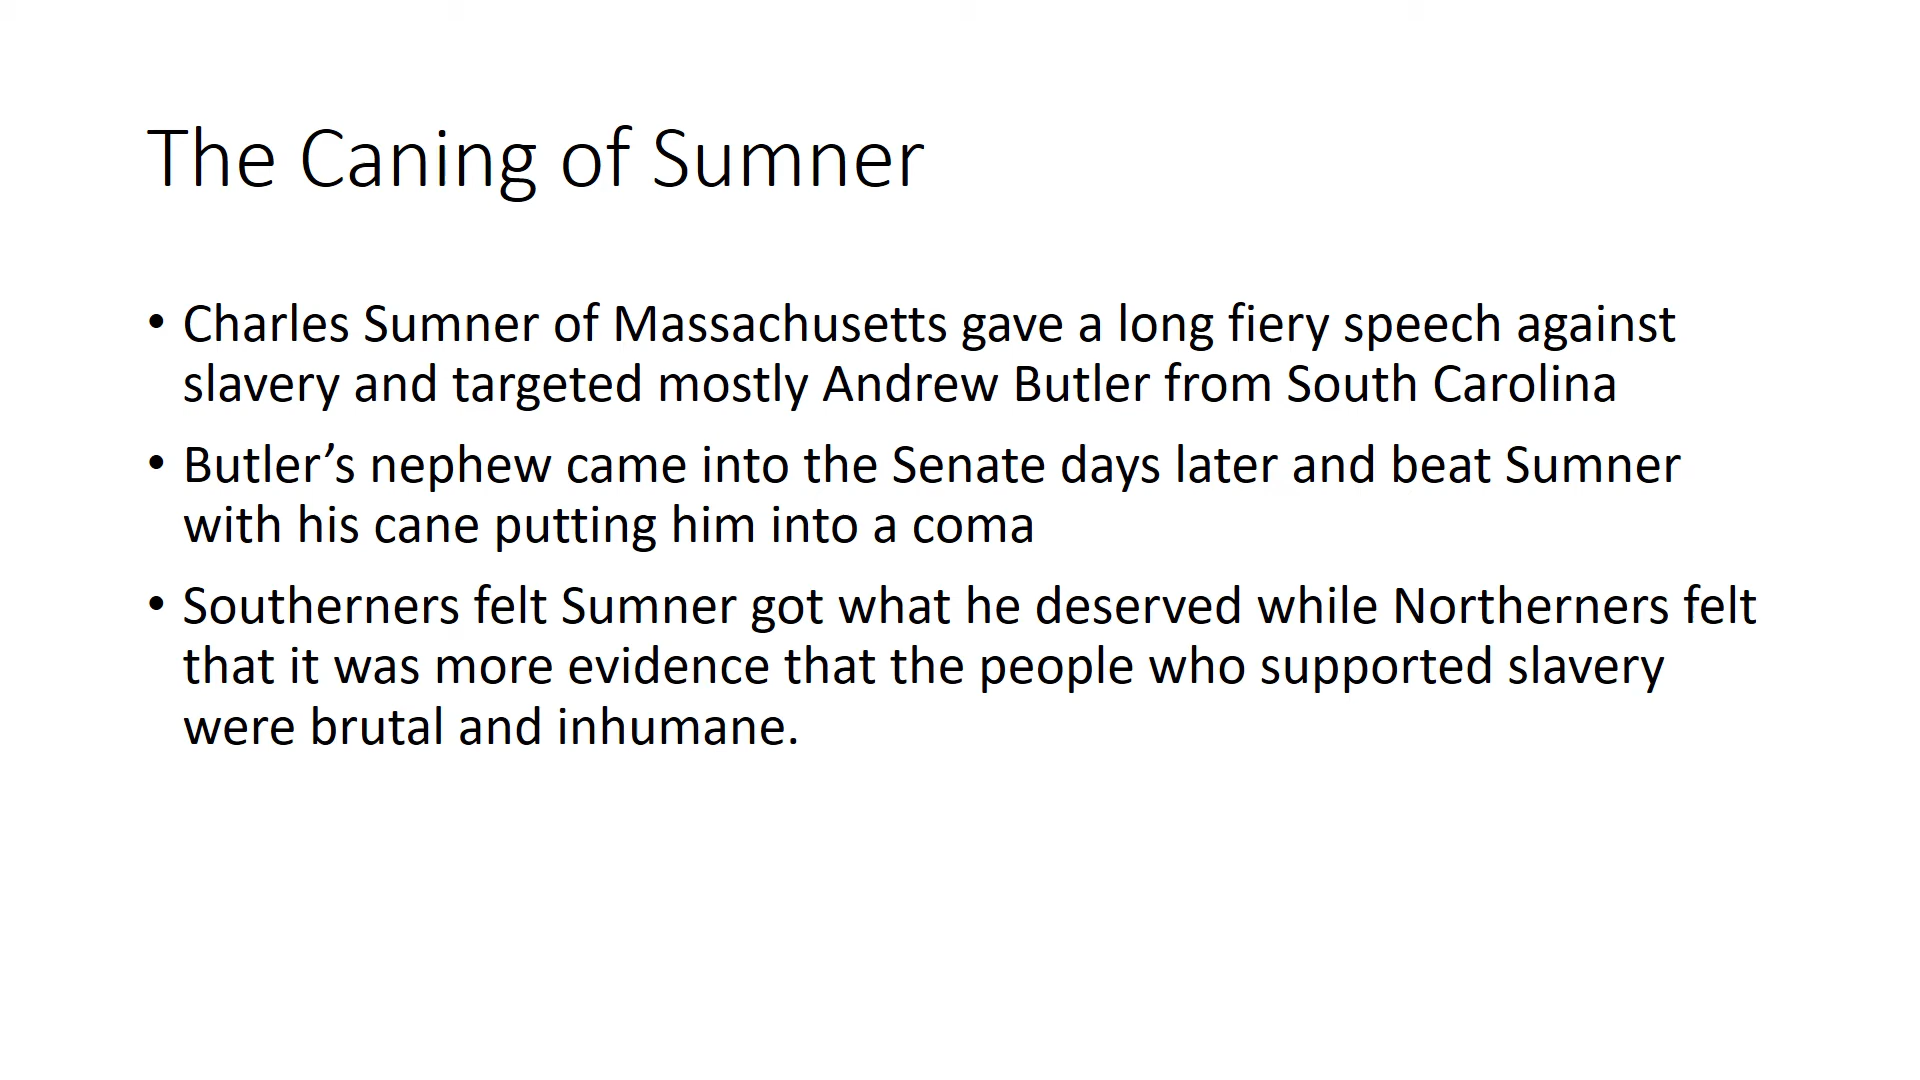 The Caning of Sumner
• Charles Sumner of Massachusetts gave a long fiery speech against
slavery and targeted mostly Andrew Butler from South Carolina
• Butler’s nephew came into the Senate days later and beat Sumner
with his cane putting him into a coma
• Southerners felt Sumner got what he deserved while Northerners felt
that it was more evidence that the people who supported slavery
were brutal and inhumane.